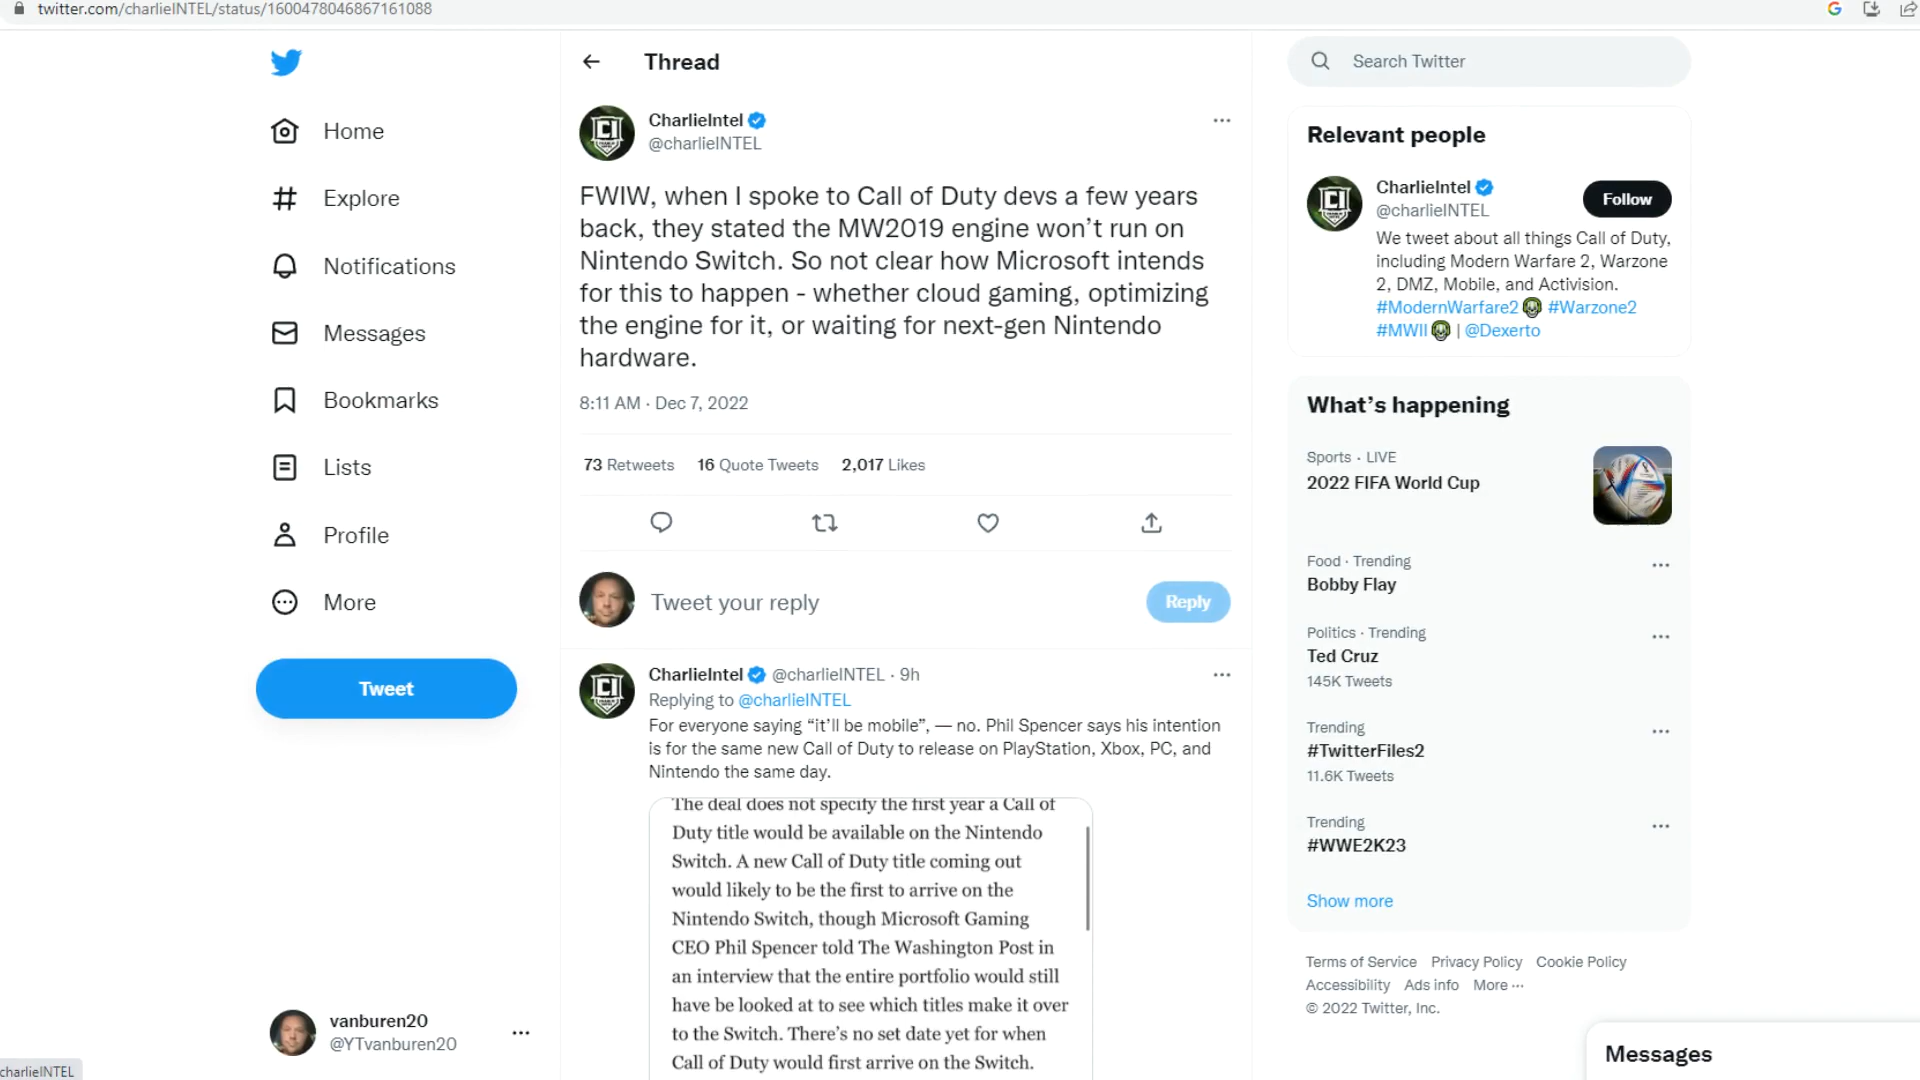 twitter.com/charlieINTEL/status/1600478046867161088
Home
Explore
Notifications
Messages
Bookmarks
Lists
Profile
More
Tweet
vanburen20
@YTvanburen20
charlieINTEL
Thread
CharlieIntel
@charlieINTEL
FWIW, when I spoke to Call of Duty devs a few years
back, they stated the MW2019 engine won’t run on
Nintendo Switch. So not clear how Microsoft intends
for this to happen - whether cloud gaming, optimizing
the engine for it, or waiting for next-gen Nintendo
hardware.
8:11 AM · Dec 7, 2022
73 Retweets 16 Quote Tweets 2,017 Likes
Tweet your reply
Reply
CharlieIntel @charlieINTEL · 9h
Replying to @charlieINTEL
For everyone saying “it’ll be mobile”, — no. Phil Spencer says his intention
is for the same new Call of Duty to release on PlayStation, Xbox, PC, and
Nintendo the same day.
The deal does not specify the first year a Call of
Duty title would be available on the Nintendo
Switch. A new Call of Duty title coming out
would likely to be the first to arrive on the
Nintendo Switch, though Microsoft Gaming
CEO Phil Spencer told The Washington Post in
an interview that the entire portfolio would still
have be looked at to see which titles make it over
to the Switch. There’s no set date yet for when
Call of Duty would first arrive on the Switch.
Search Twitter
Relevant people
CharlieIntel
@charlieINTEL
Follow
We tweet about all things Call of Duty,
including Modern Warfare 2, Warzone
2, DMZ, Mobile, and Activision.
#ModernWarfare2 #Warzone2
#MWII | @Dexerto
What’s happening
Sports · LIVE
2022 FIFA World Cup
Food · Trending
Bobby Flay
Politics · Trending
Ted Cruz
145K Tweets
Trending
#TwitterFiles2
11.6K Tweets
Trending
#WWE2K23
Show more
Terms of Service Privacy Policy Cookie Policy
Accessibility Ads info More ···
© 2022 Twitter, Inc.
Messages